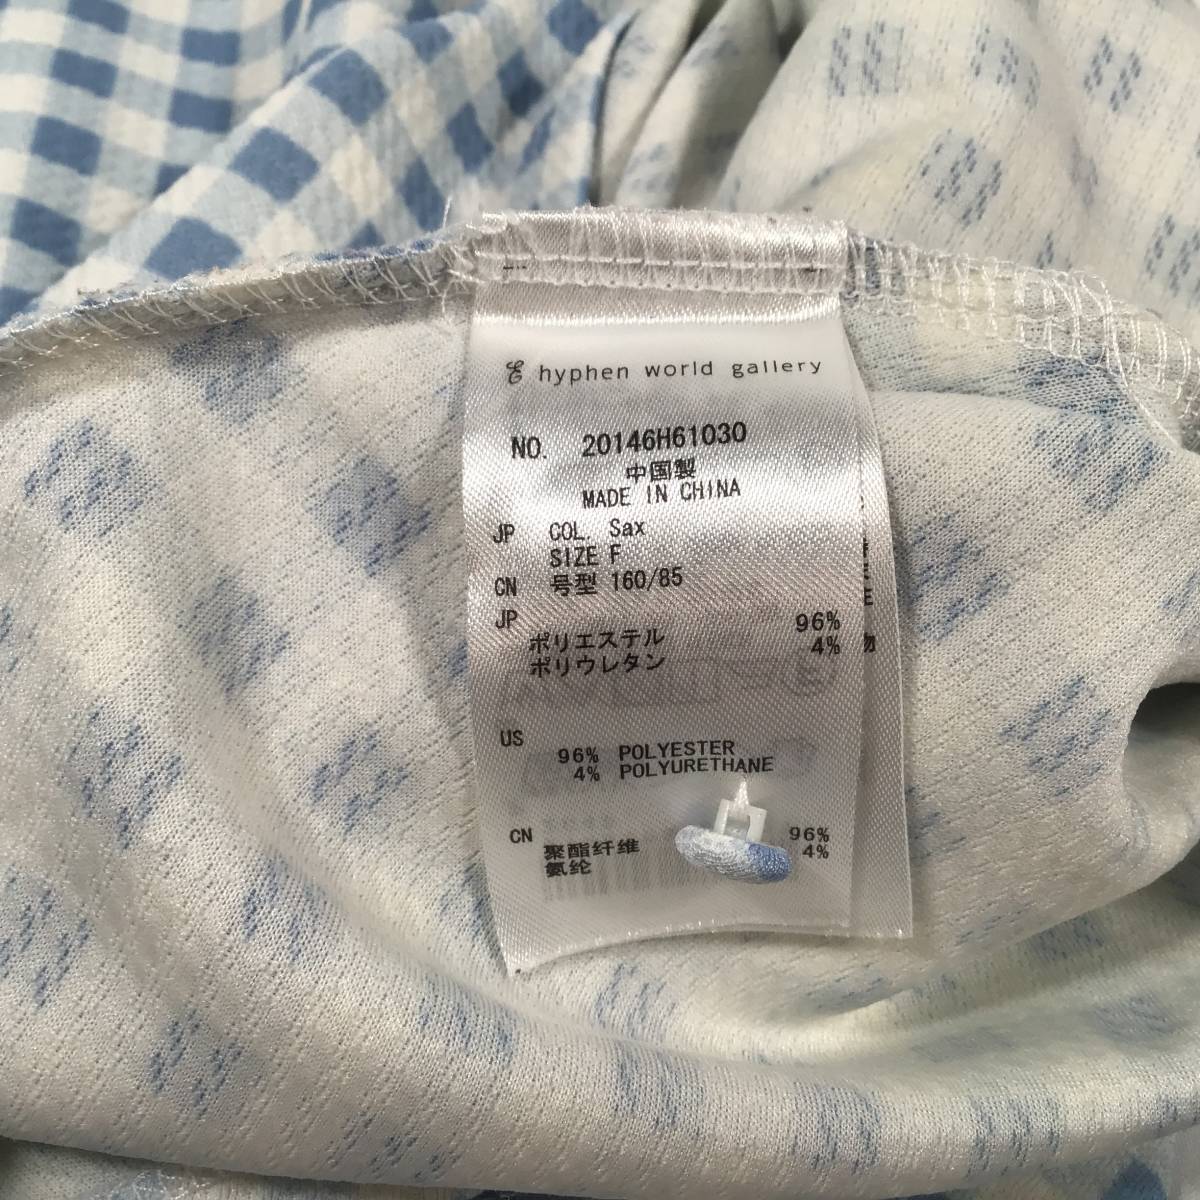 E hyphen world gallery
NO. 20146H61030
中国製
MADE IN CHINA
JP COL. Sax
SIZE F
CN 号型 160/85
JP
ポリエステル 96%
ポリウレタン 4%
US
96% POLYESTER
4% POLYURETHANE
CN
聚酯纤维 96%
氨纶 4%